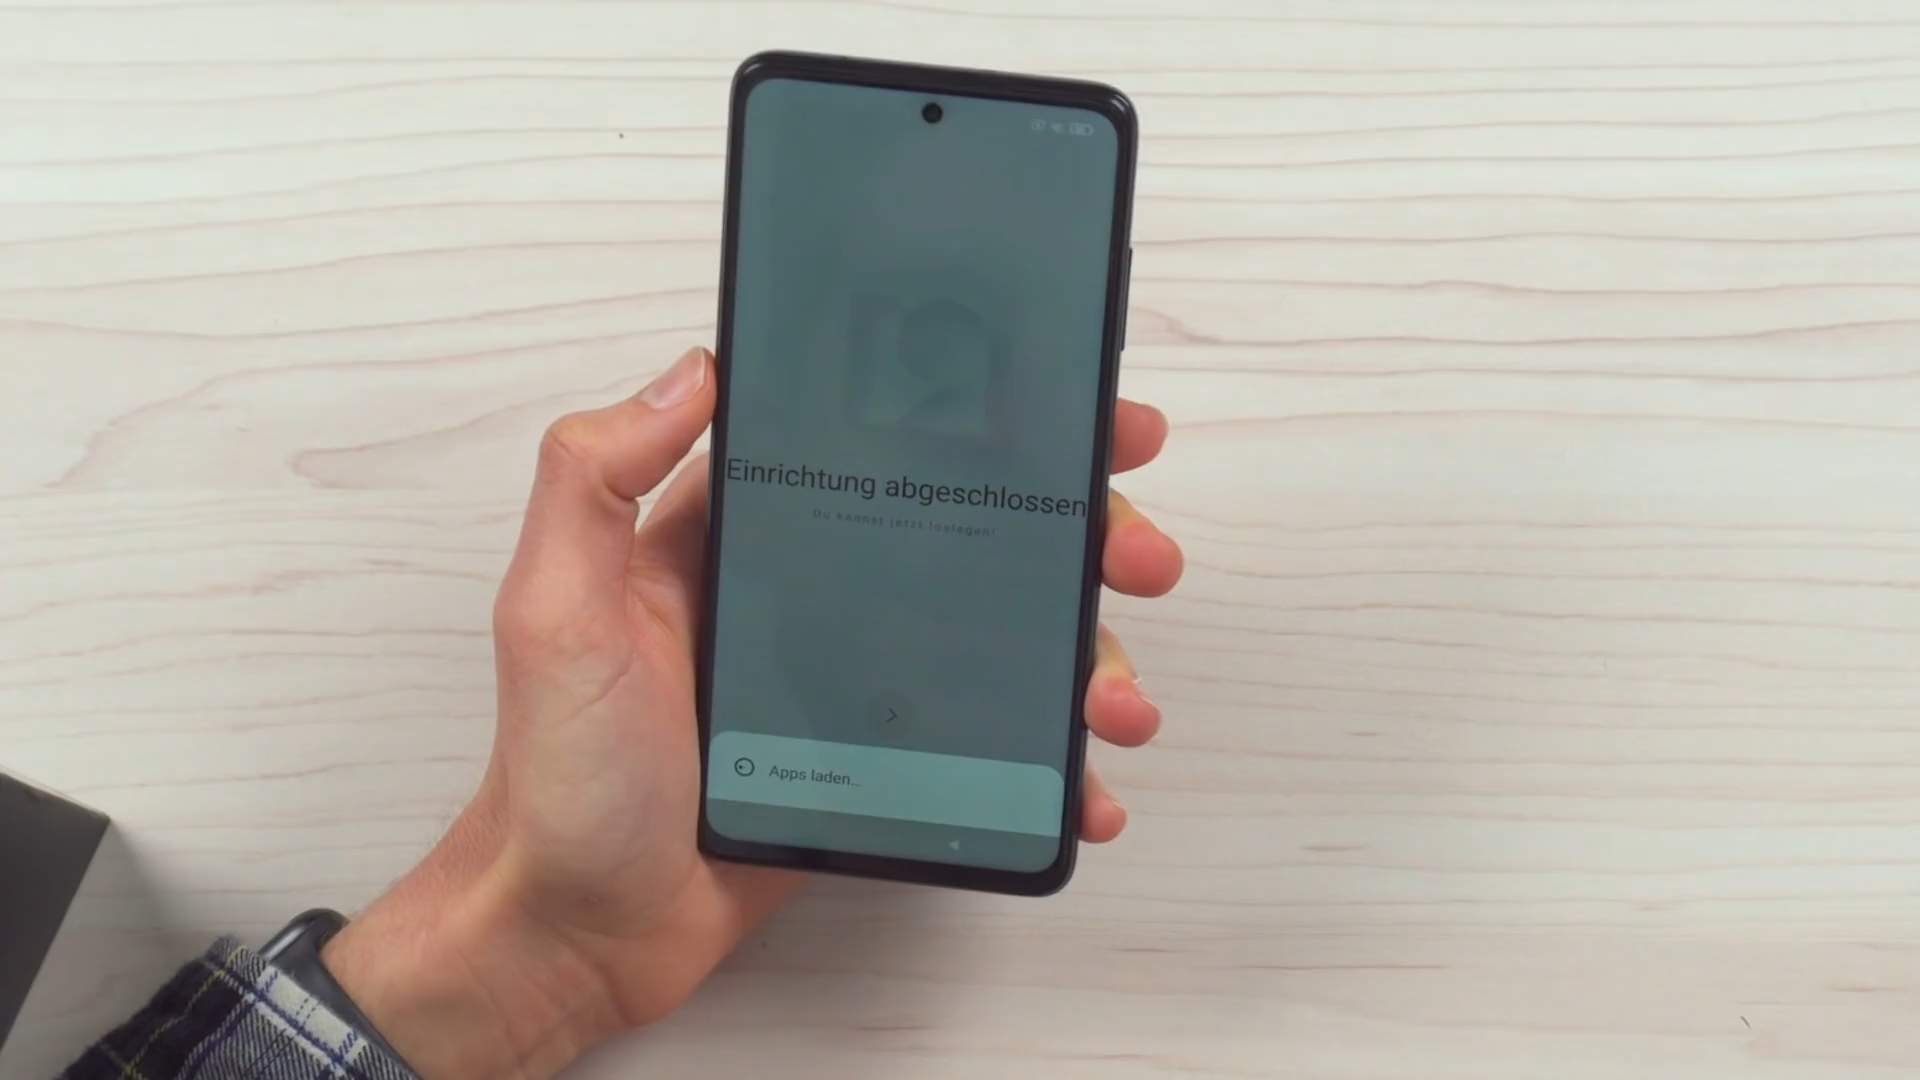 Einrichtung abgeschlossen
Du kannst jetzt loslegen!
Apps laden...